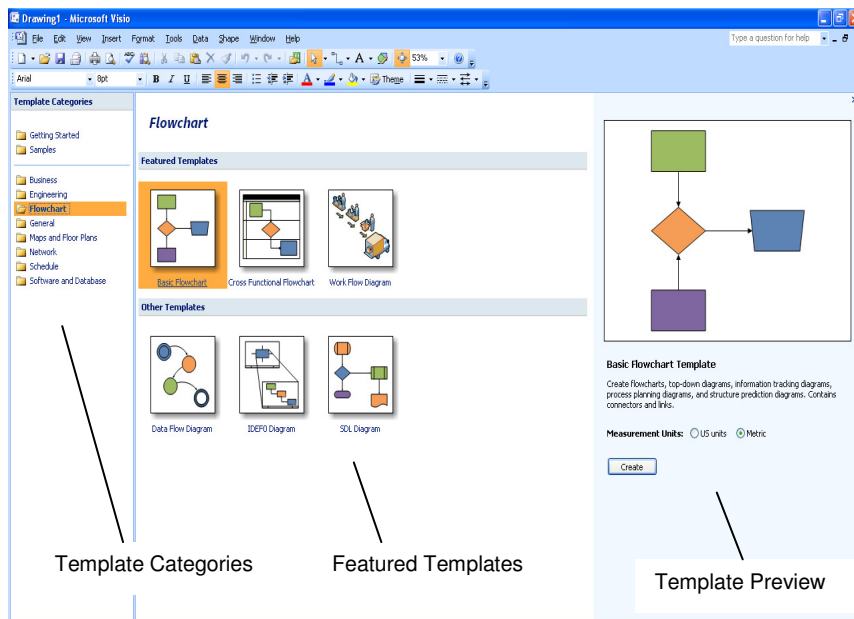 Drawing1 - Microsoft Visio
File Edit View Insert Format Tools Data Shape Window Help
Type a question for help
53%
Arial 8pt B I U A Theme
Template Categories
Getting Started
Samples
Business
Engineering
Flowchart
General
Maps and Floor Plans
Network
Schedule
Software and Database
Flowchart
Featured Templates
Basic Flowchart
Cross Functional Flowchart
Work Flow Diagram
Other Templates
Data Flow Diagram
IDEF0 Diagram
SDL Diagram
Basic Flowchart Template
Create flowcharts, top-down diagrams, information tracking diagrams,
process planning diagrams, and structure prediction diagrams. Contains
connectors and links.
Measurement Units: US units Metric
Create
Template Categories
Featured Templates
Template Preview